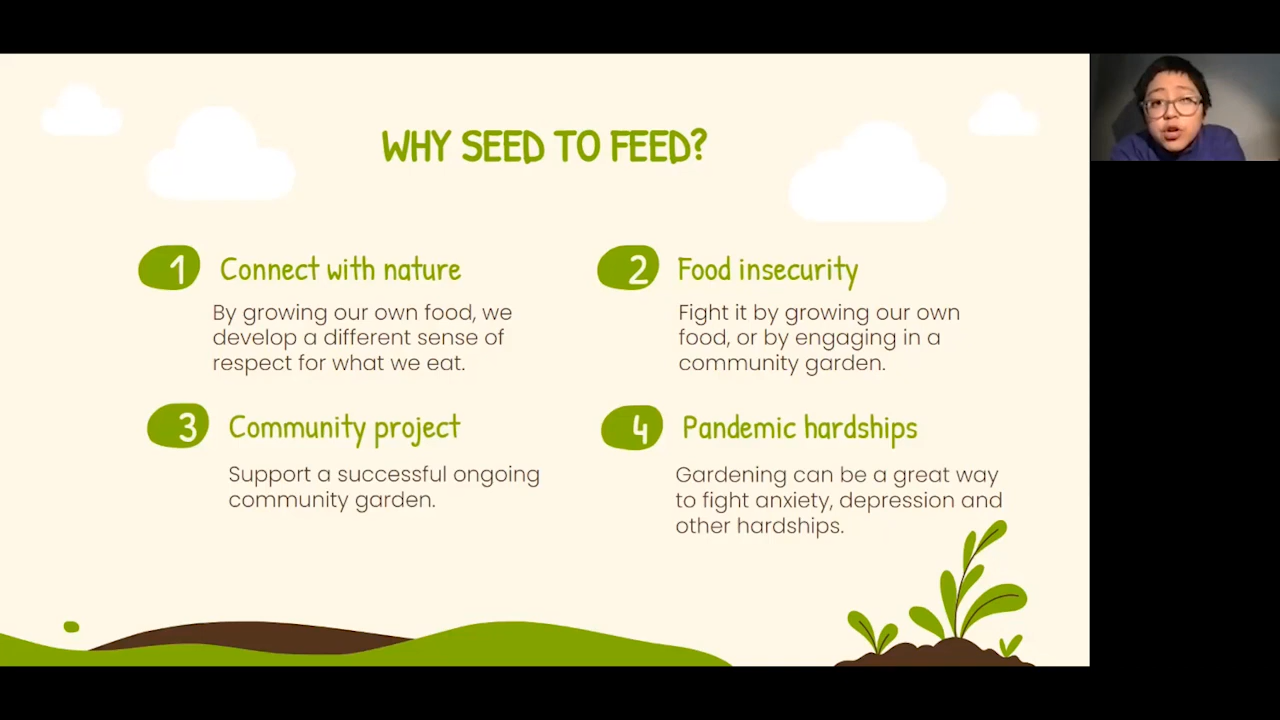 WHY SEED TO FEED?
1 Connect with nature
By growing our own food, we
develop a different sense of
respect for what we eat.
2 Food insecurity
Fight it by growing our own
food, or by engaging in a
community garden.
3 Community project
Support a successful ongoing
community garden.
4 Pandemic hardships
Gardening can be a great way
to fight anxiety, depression and
other hardships.